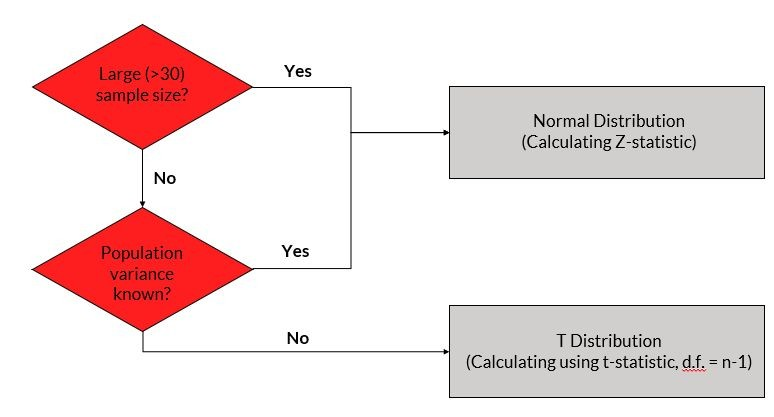 Large (>30)
sample size?
Yes
Normal Distribution
(Calculating Z-statistic)
No
Population
variance
known?
Yes
No
T Distribution
(Calculating using t-statistic, d.f. = n-1)